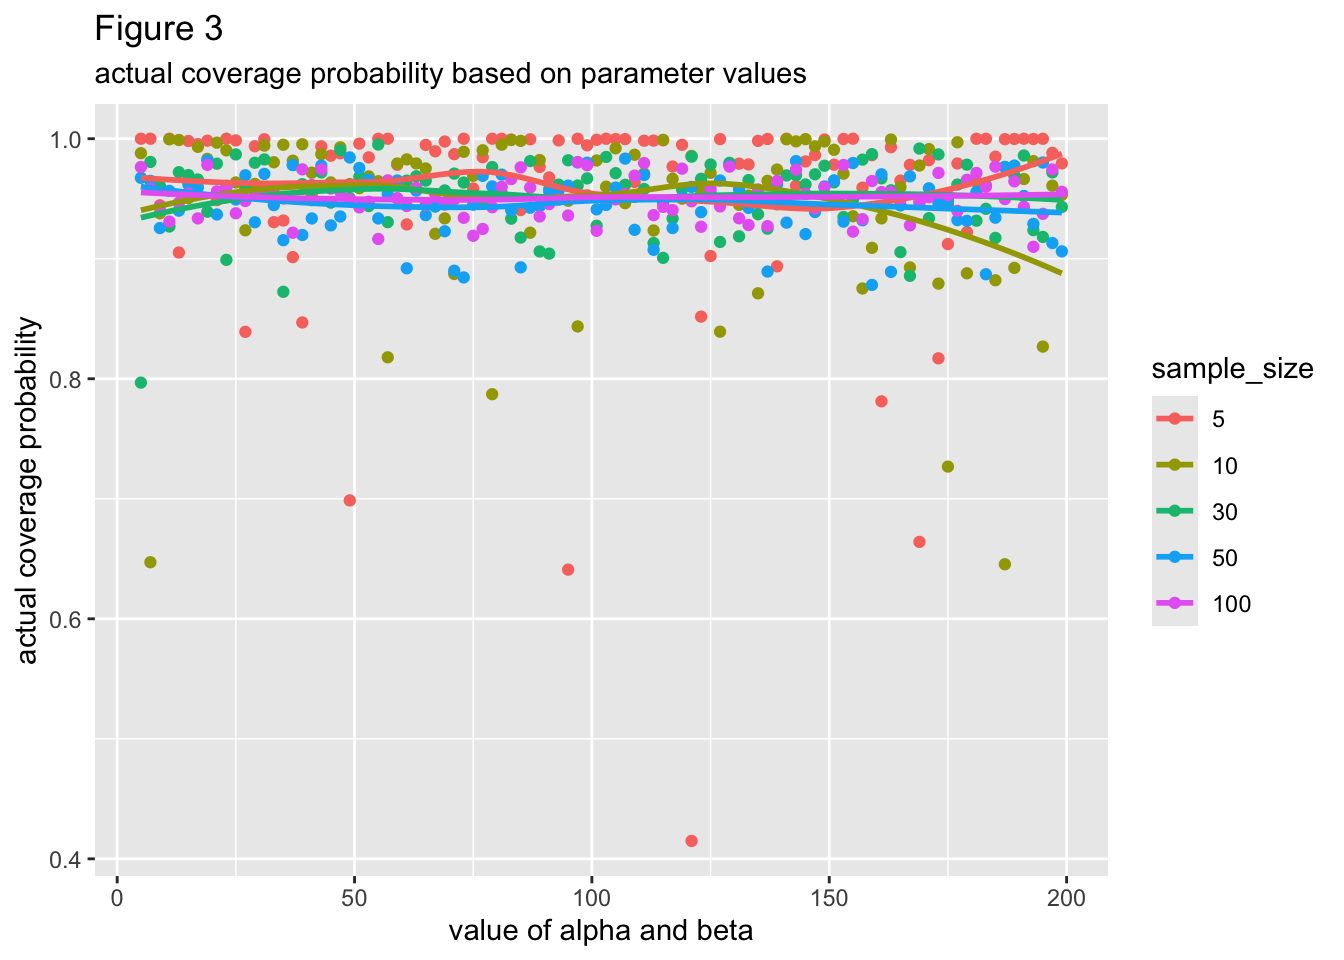 Figure 3
actual coverage probability based on parameter values
1.0
0.8
0.6
0.4
actual coverage probability
0 50 100 150 200
value of alpha and beta
sample_size
5
10
30
50
100